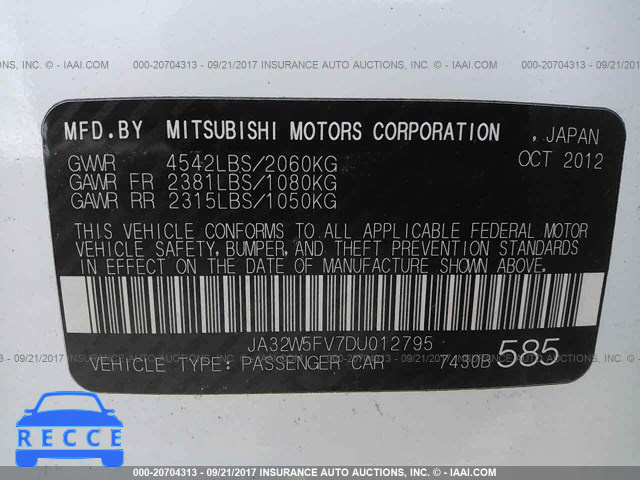 000-20704313 - 09/21/2017 INSURANCE AUTO AUCTIONS, INC. - © IAAI.COM
MFD.BY MITSUBISHI MOTORS CORPORATION , JAPAN
GVWR 4542LBS/2060KG OCT 2012
GAWR FR 2381LBS/1080KG
GAWR RR 2315LBS/1050KG
THIS VEHICLE CONFORMS TO ALL APPLICABLE FEDERAL MOTOR
VEHICLE SAFETY, BUMPER, AND THEFT PREVENTION STANDARDS
IN EFFECT ON THE DATE OF MANUFACTURE SHOWN ABOVE.
JA32W5FV7DU012795
VEHICLE TYPE: PASSENGER CAR 7430B 585
RECCE
000-20704313 - 09/21/2017 INSURANCE AUTO AUCTIONS, INC. - © IAAI.COM